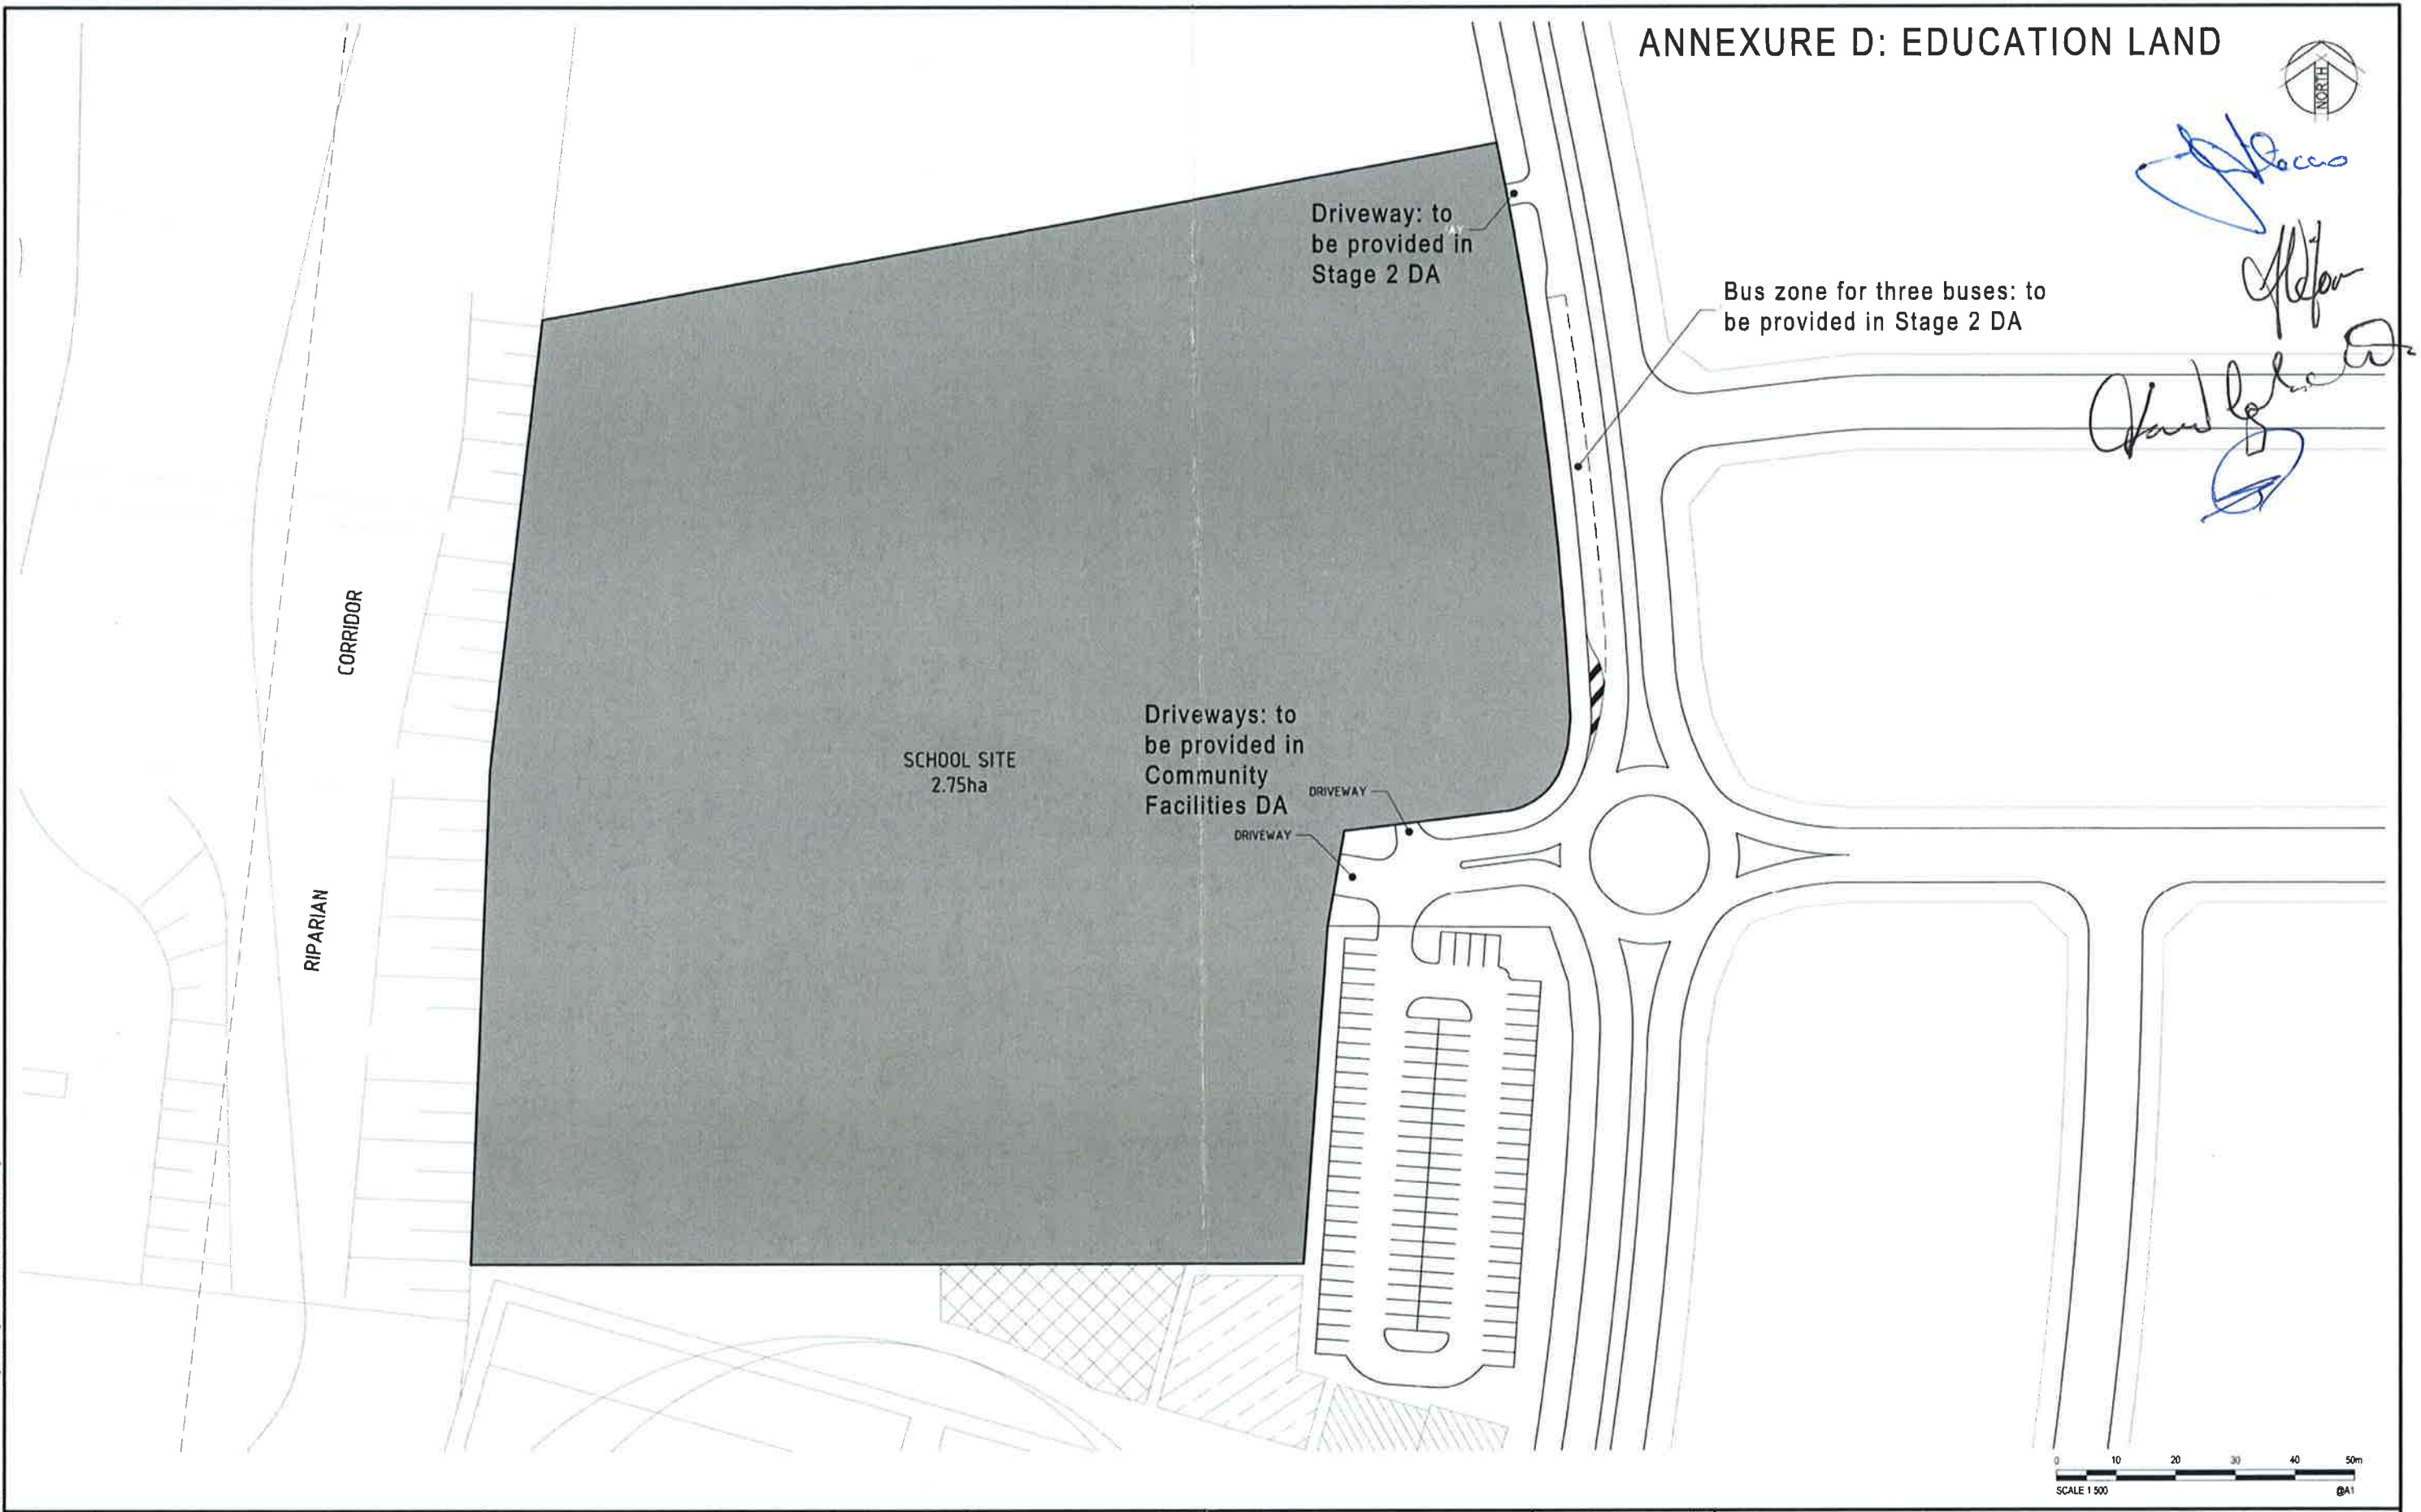 ANNEXURE D: EDUCATION LAND
NORTH
Driveway: to
be provided in
Stage 2 DA
Bus zone for three buses: to
be provided in Stage 2 DA
CORRIDOR
RIPARIAN
SCHOOL SITE
2.75ha
Driveways: to
be provided in
Community
Facilities DA
DRIVEWAY
DRIVEWAY
0 10 20 30 40 50m
SCALE 1 500 @A1